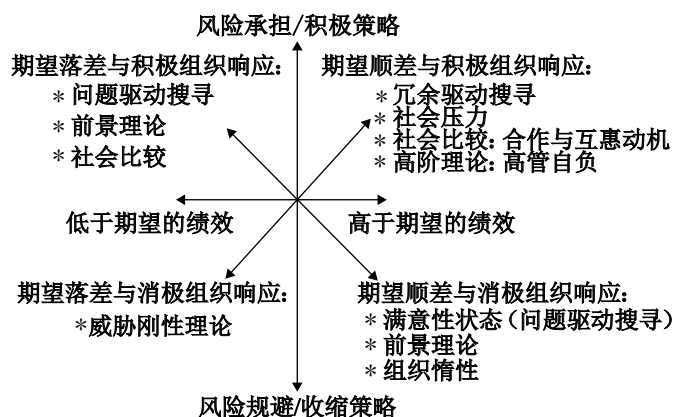 风险承担/积极策略
期望落差与积极组织响应：
* 问题驱动搜寻
* 前景理论
* 社会比较
期望顺差与积极组织响应：
* 冗余驱动搜寻
* 社会压力
* 社会比较：合作与互惠动机
* 高阶理论：高管自负
低于期望的绩效
高于期望的绩效
期望落差与消极组织响应：
*威胁刚性理论
期望顺差与消极组织响应：
* 满意性状态（问题驱动搜寻）
* 前景理论
* 组织惰性
风险规避/收缩策略